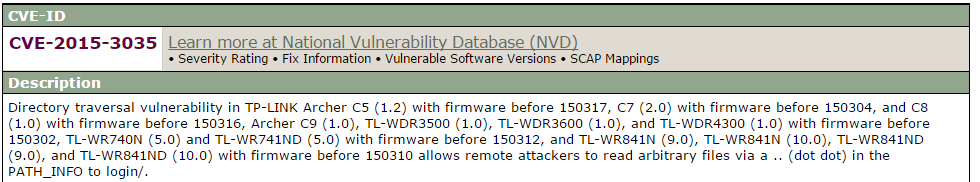 CVE-ID
CVE-2015-3035 Learn more at National Vulnerability Database (NVD)
• Severity Rating • Fix Information • Vulnerable Software Versions • SCAP Mappings
Description
Directory traversal vulnerability in TP-LINK Archer C5 (1.2) with firmware before 150317, C7 (2.0) with firmware before 150304, and C8
(1.0) with firmware before 150316, Archer C9 (1.0), TL-WDR3500 (1.0), TL-WDR3600 (1.0), and TL-WDR4300 (1.0) with firmware before
150302, TL-WR740N (5.0) and TL-WR741ND (5.0) with firmware before 150312, and TL-WR841N (9.0), TL-WR841N (10.0), TL-WR841ND
(9.0), and TL-WR841ND (10.0) with firmware before 150310 allows remote attackers to read arbitrary files via a .. (dot dot) in the
PATH_INFO to login/.